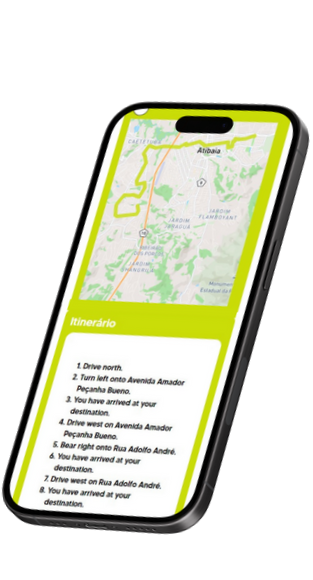 CAETETUBA
Atibaia
JARDIM
FLAMBOYANT
JARDIM
Itinerário
1. Drive north.
2. Turn left onto Avenida Amador
Peçanha Bueno.
3. You have arrived at your
destination.
4. Drive west on Avenida Amador
Peçanha Bueno.
5. Bear right onto Rua Adolfo André.
6. You have arrived at your
destination.
7. Drive west on Rua Adolfo André.
8. You have arrived at your
destination.